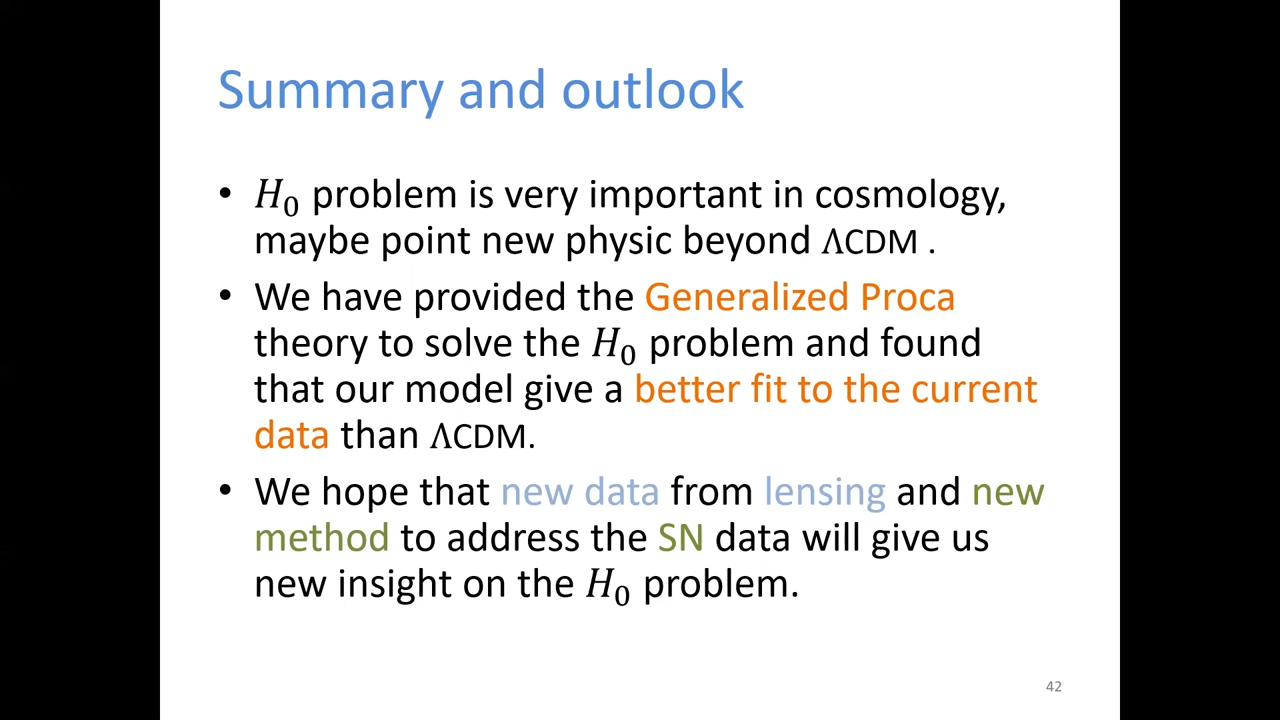 Summary and outlook
• H₀ problem is very important in cosmology,
maybe point new physic beyond ΛCDM .
• We have provided the Generalized Proca
theory to solve the H₀ problem and found
that our model give a better fit to the current
data than ΛCDM.
• We hope that new data from lensing and new
method to address the SN data will give us
new insight on the H₀ problem.
42